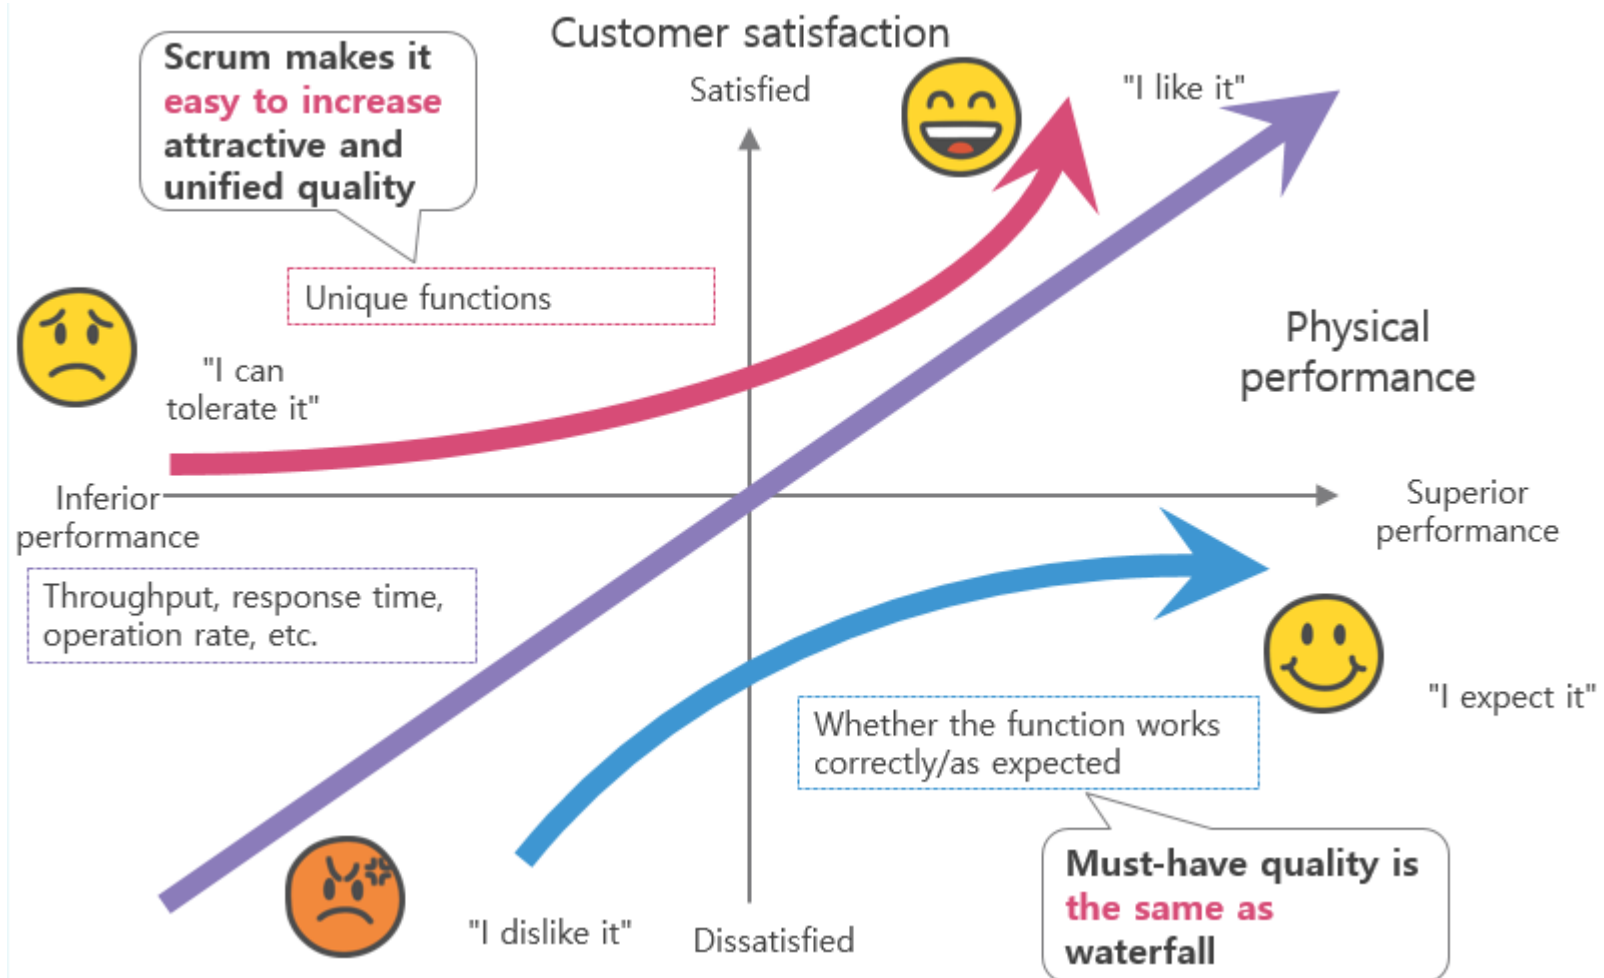 Customer satisfaction
Scrum makes it
easy to increase
attractive and
unified quality
Satisfied
"I like it"
Unique functions
Physical
performance
"I can
tolerate it"
Inferior
performance
Superior
performance
Throughput, response time,
operation rate, etc.
"I expect it"
Whether the function works
correctly/as expected
Must-have quality is
the same as
waterfall
"I dislike it"
Dissatisfied